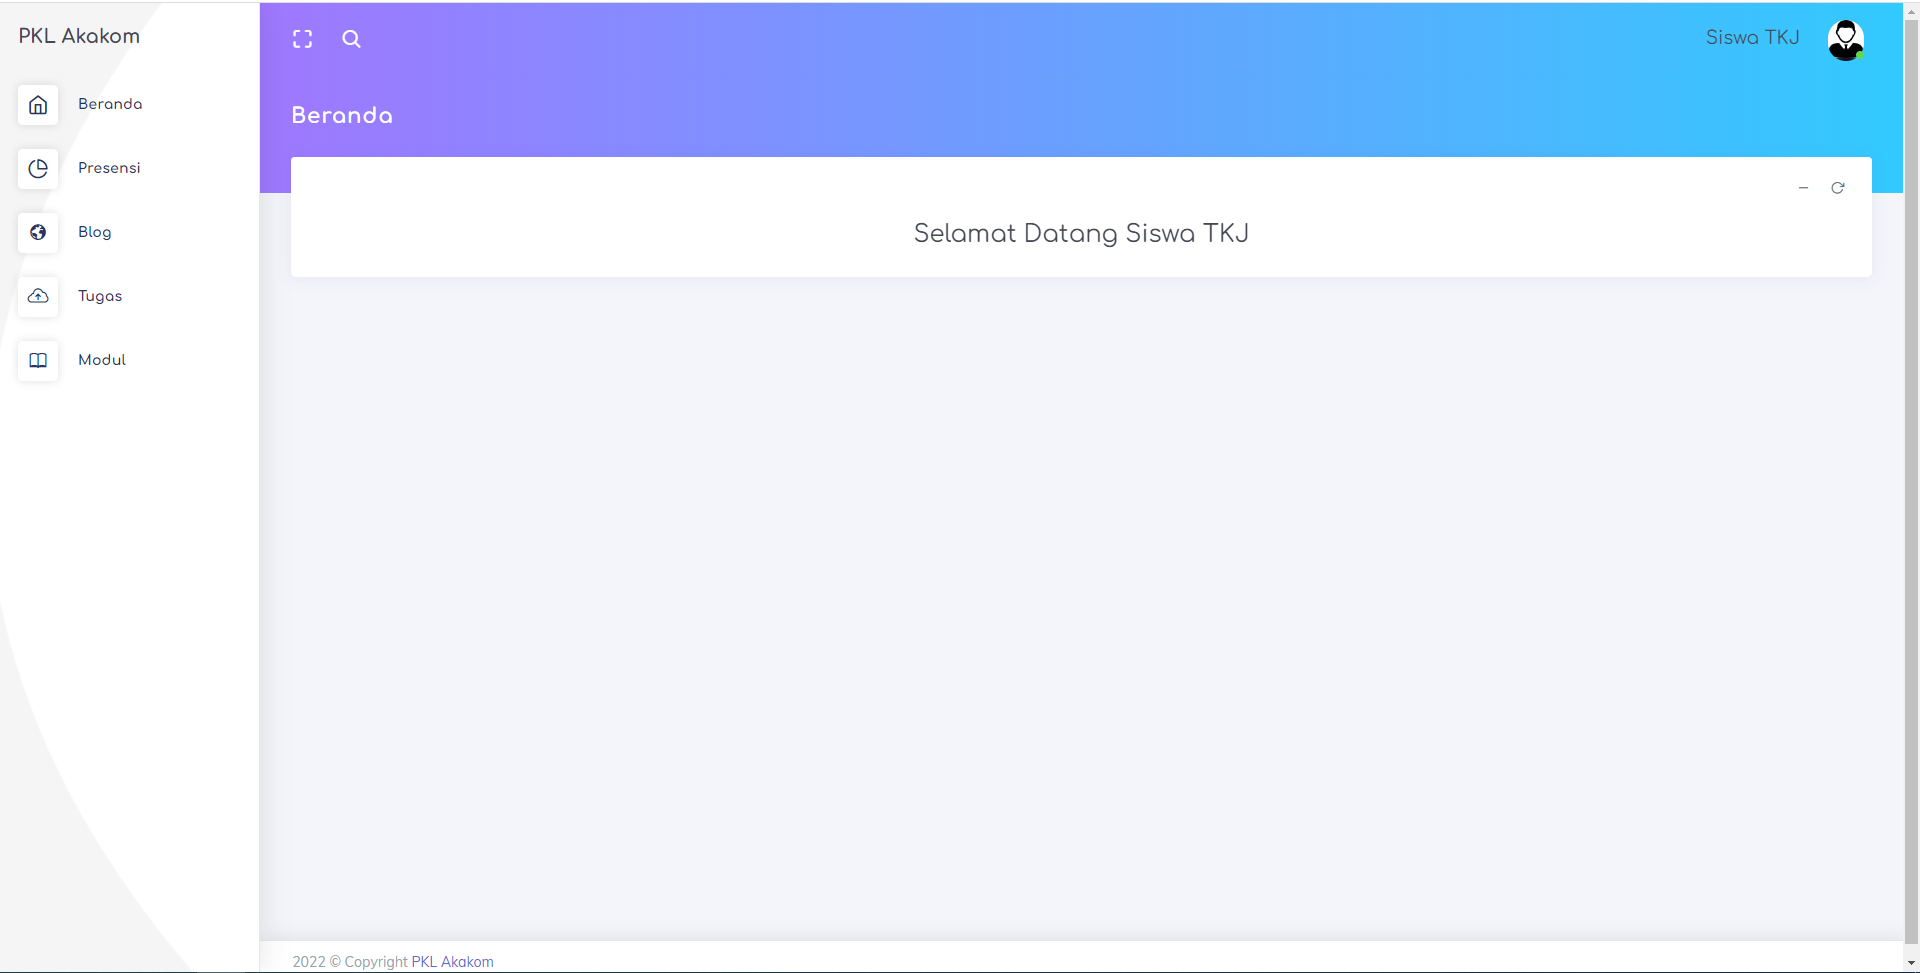 PKL Akakom
Beranda
Presensi
Blog
Tugas
Modul
Siswa TKJ
Beranda
Selamat Datang Siswa TKJ
2022 © Copyright PKL Akakom